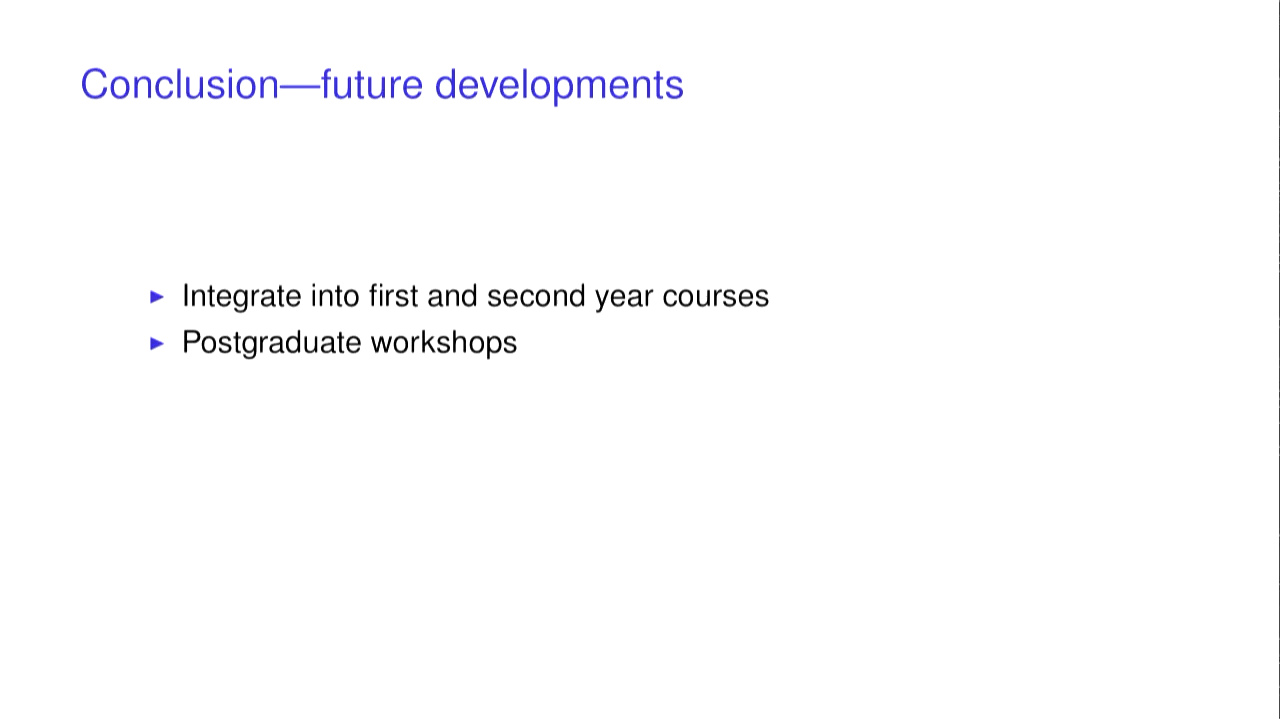 Conclusion—future developments
▶ Integrate into first and second year courses
▶ Postgraduate workshops